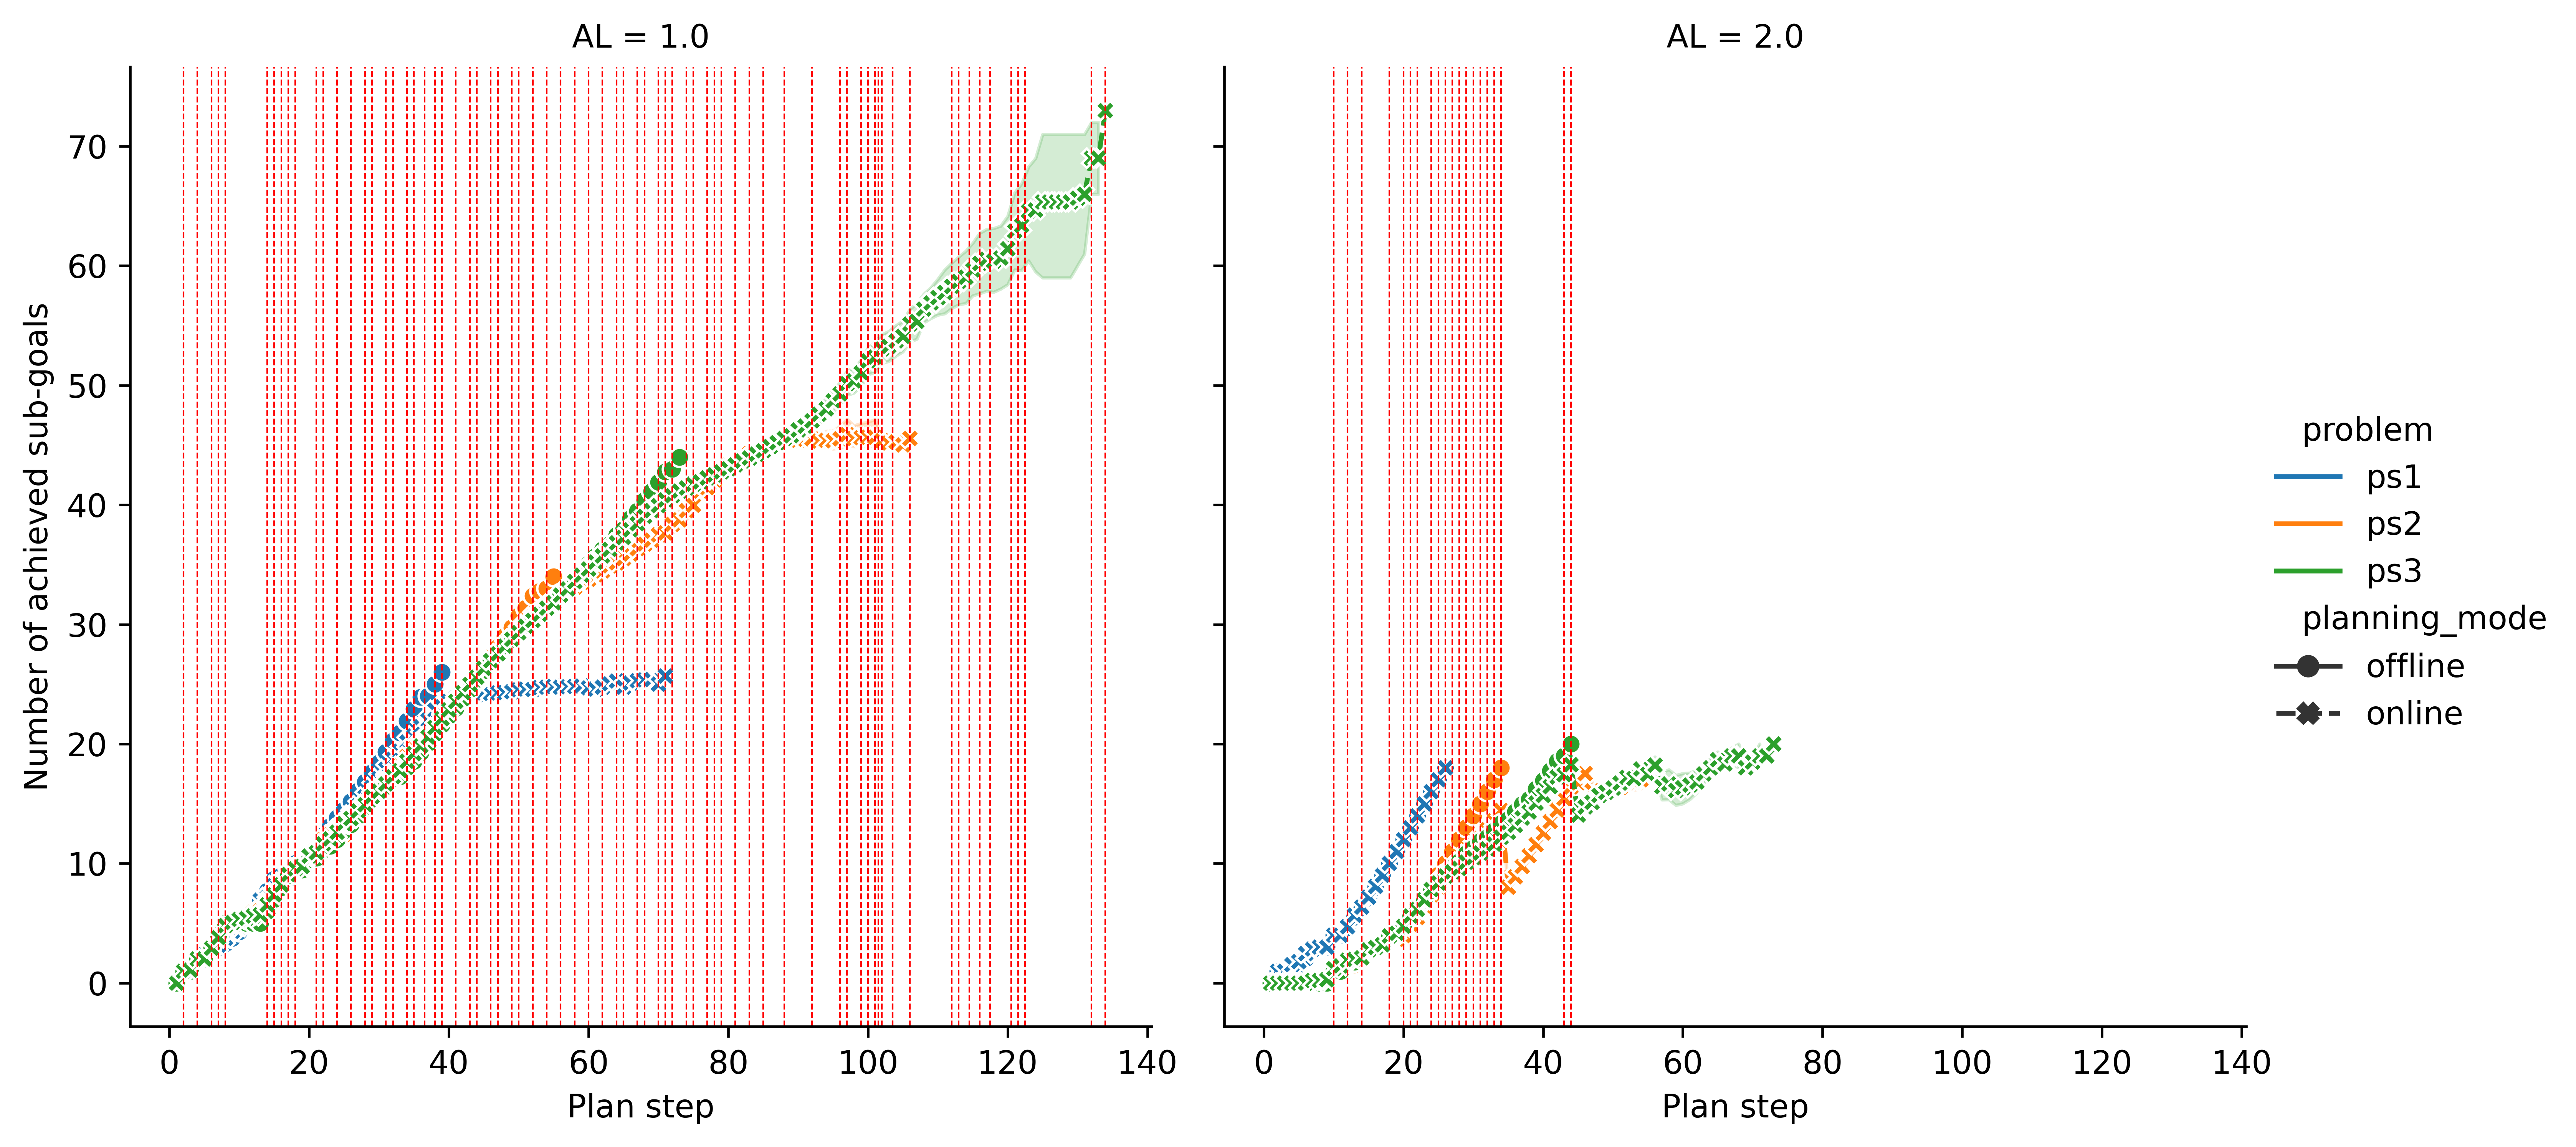 AL = 1.0
AL = 2.0
Number of achieved sub-goals
70
60
50
40
30
20
10
0
0 20 40 60 80 100 120 140
0 20 40 60 80 100 120 140
Plan step
Plan step
problem
ps1
ps2
ps3
planning_mode
offline
online